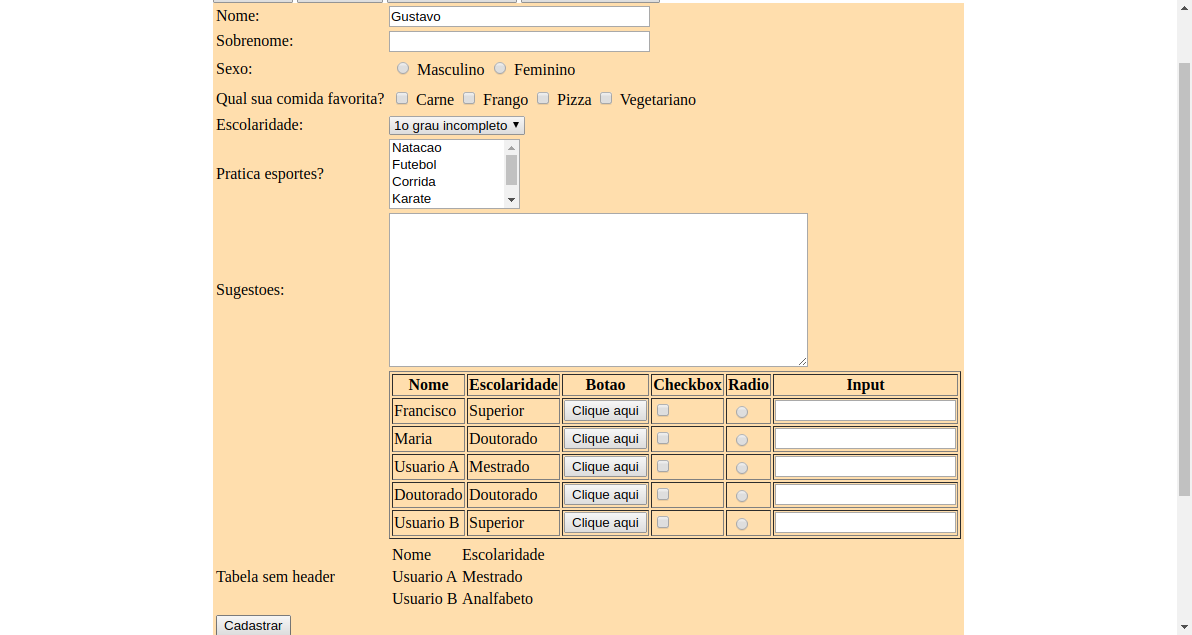 Nome: Gustavo
Sobrenome:
Sexo: Masculino Feminino
Qual sua comida favorita? Carne Frango Pizza Vegetariano
Escolaridade: 1o grau incompleto
Natacao
Futebol
Pratica esportes?
Corrida
Karate
Sugestoes:
Nome Escolaridade Botao Checkbox Radio Input
Francisco Superior Clique aqui
Maria Doutorado Clique aqui
Usuario A Mestrado Clique aqui
Doutorado Doutorado Clique aqui
Usuario B Superior Clique aqui
Nome Escolaridade
Tabela sem header Usuario A Mestrado
Usuario B Analfabeto
Cadastrar